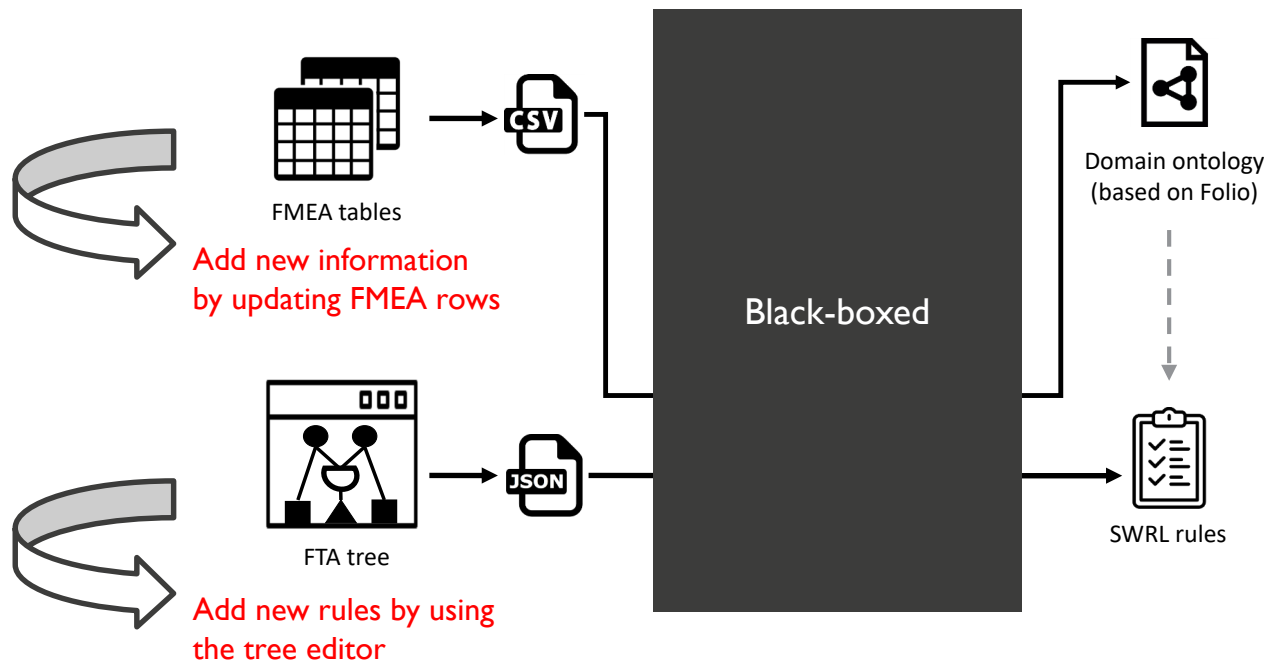 CSV
FMEA tables
Add new information
by updating FMEA rows
Black-boxed
Domain ontology
(based on Folio)
JSON
FTA tree
Add new rules by using
the tree editor
SWRL rules